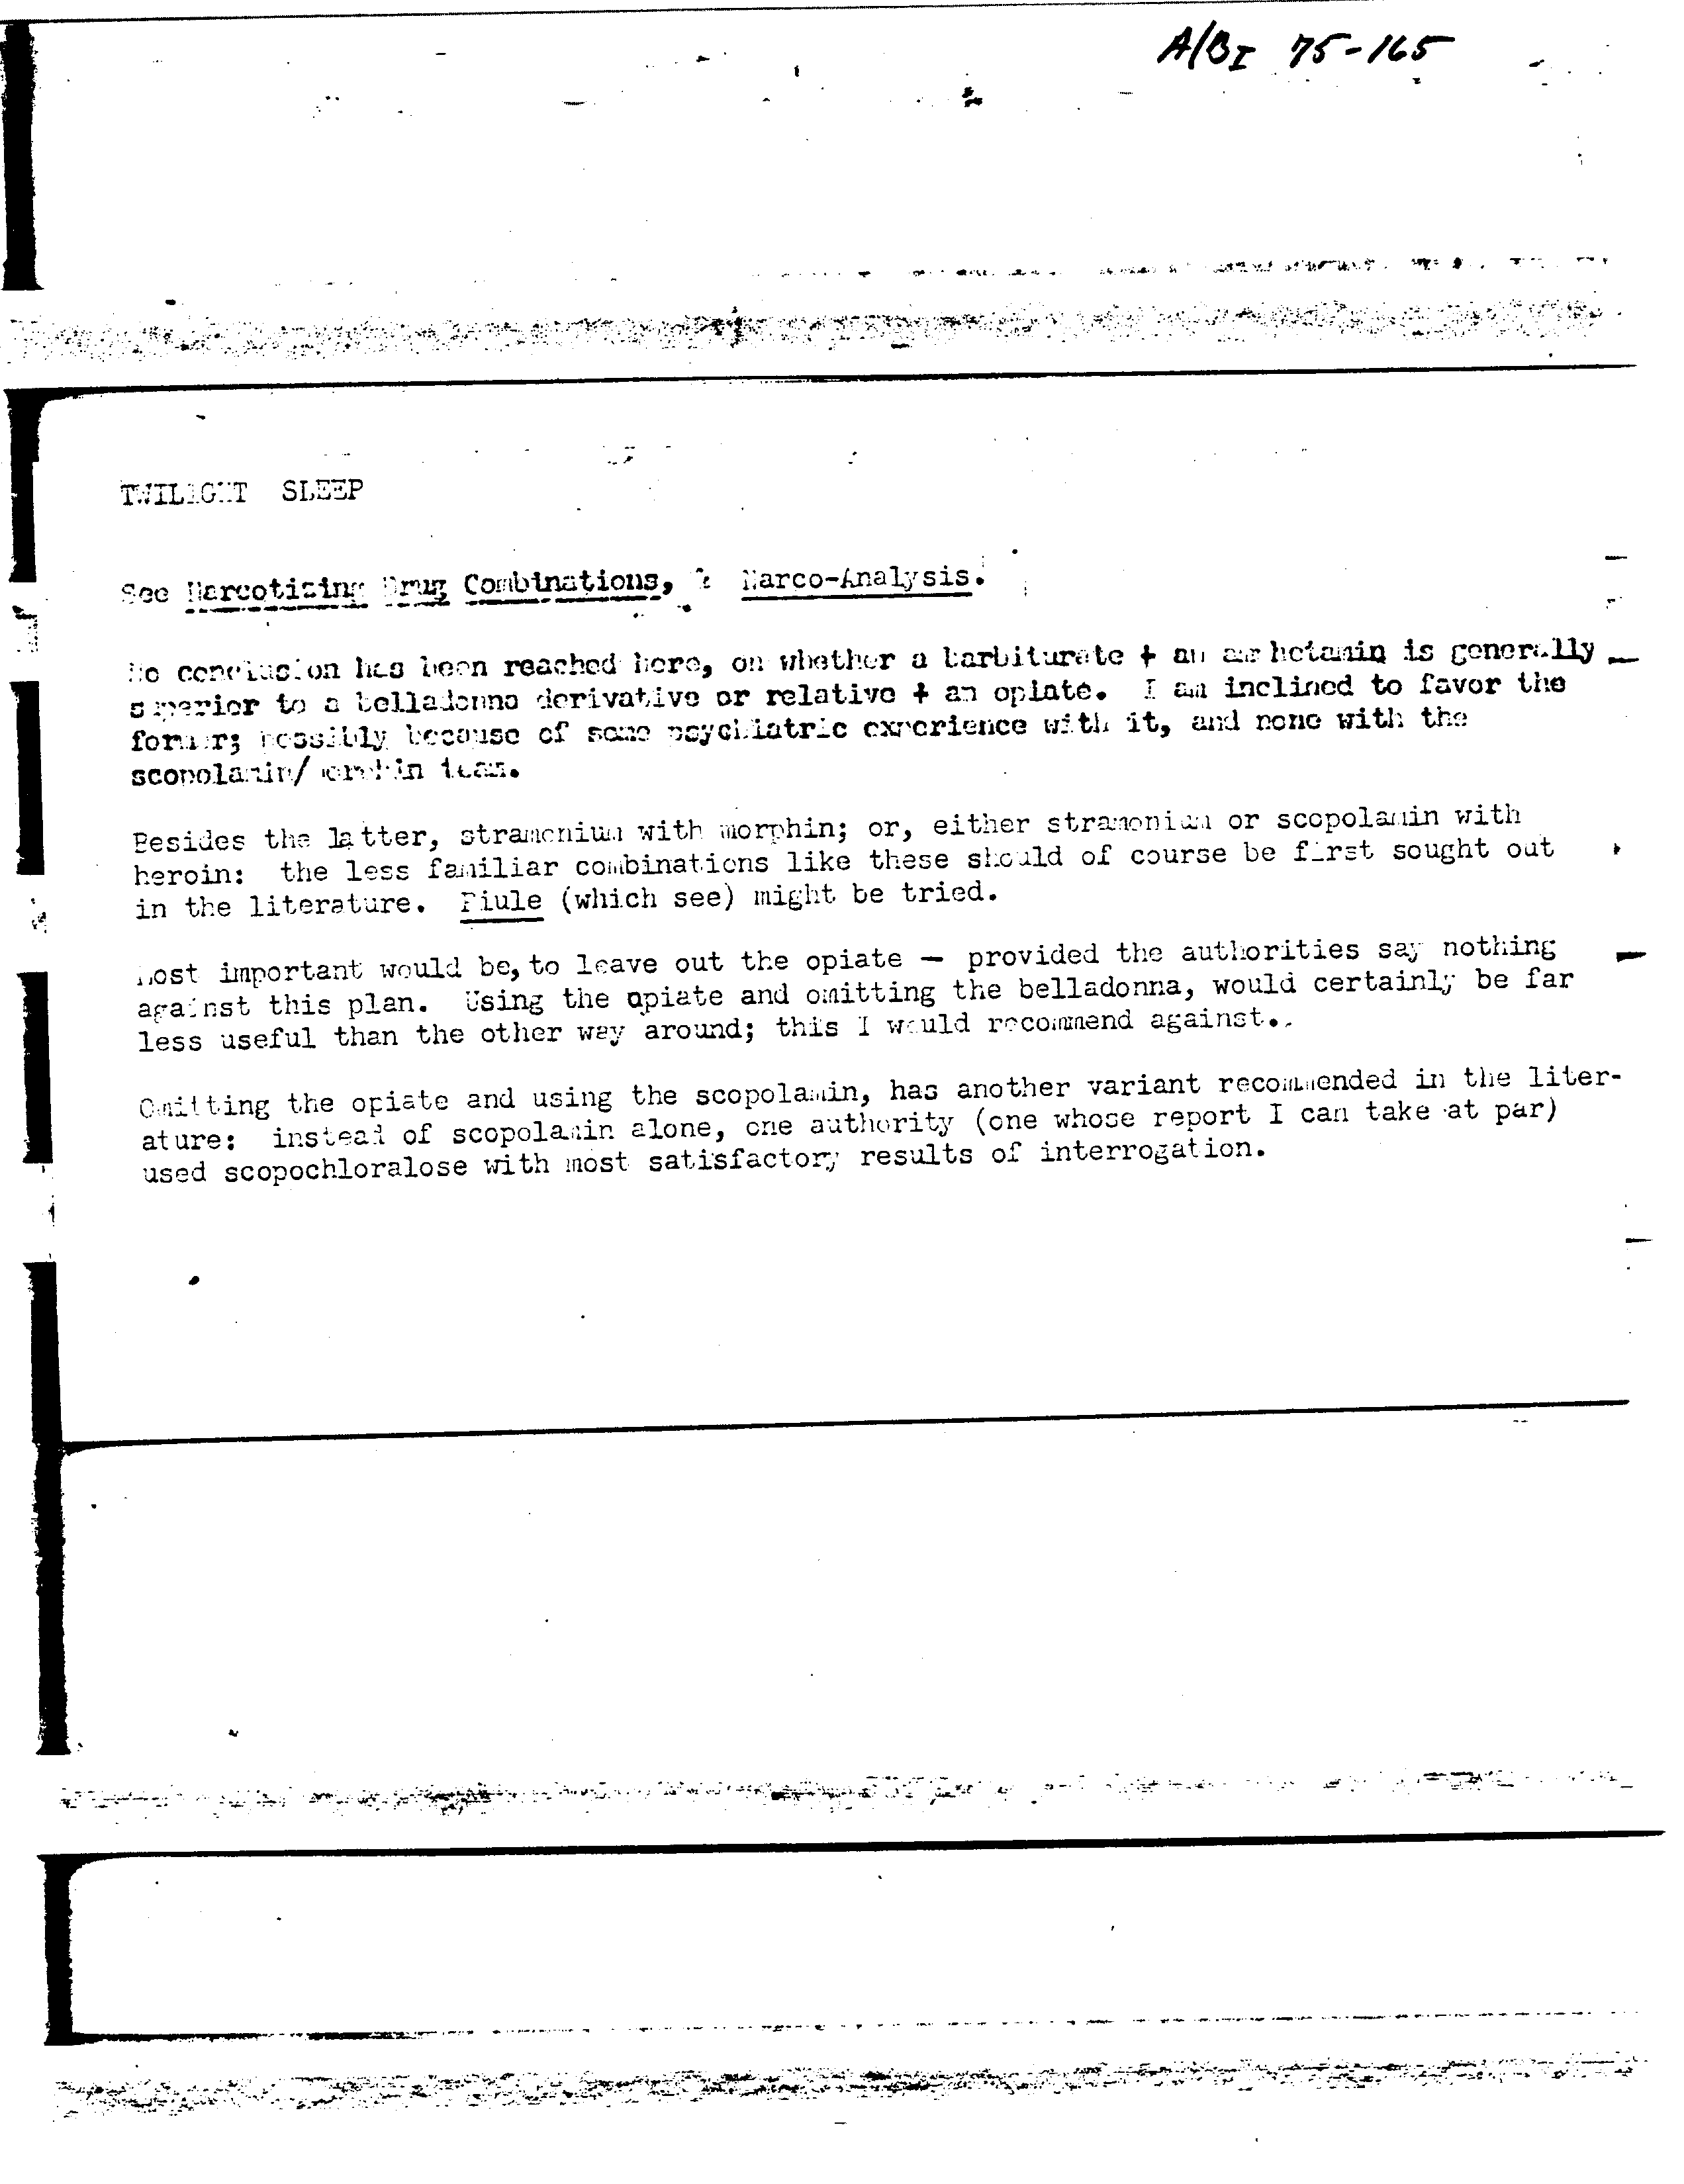 A/BI 75-165
TWILIGHT SLEEP
See Narcotizing Drug Combinations, & Narco-Analysis.
No conclusion has been reached here, on whether a barbiturate + an amphetamin is generally
superior to a belladonna derivative or relative + an opiate. I am inclined to favor the
former; possibly because of some psychiatric experience with it, and none with the
scopolamin/morphin team.
Besides the latter, stramonium with morphin; or, either stramonium or scopolamin with
heroin: the less familiar combinations like these should of course be first sought out
in the literature. Piule (which see) might be tried.
Most important would be, to leave out the opiate — provided the authorities say nothing
against this plan. Using the opiate and omitting the belladonna, would certainly be far
less useful than the other way around; this I would recommend against..
Omitting the opiate and using the scopolamin, has another variant recommended in the liter-
ature: instead of scopolamin alone, one authority (one whose report I can take at par)
used scopochloralose with most satisfactory results of interrogation.